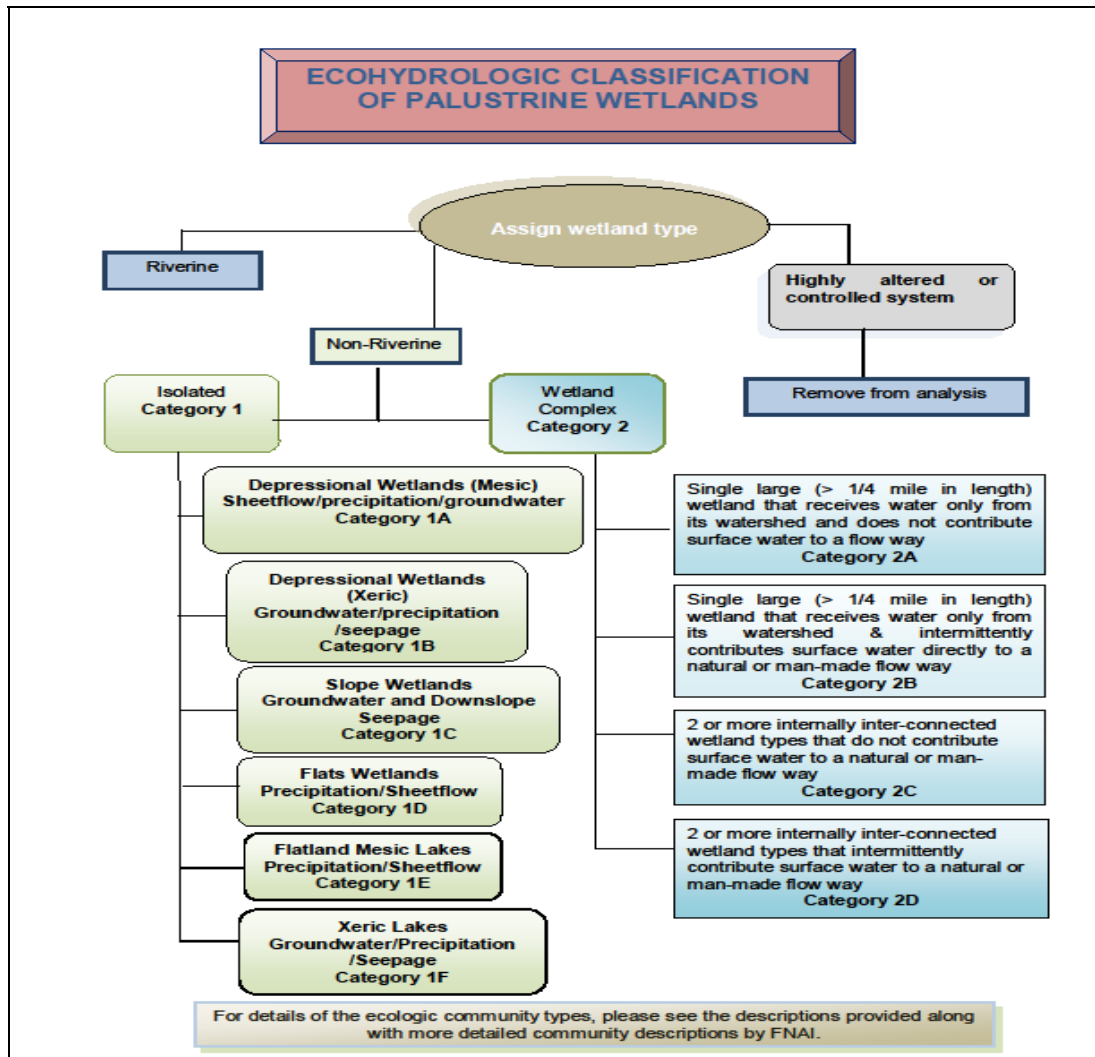 ECOHYDROLOGIC CLASSIFICATION
OF PALUSTRINE WETLANDS
Assign wetland type
Riverine
Highly altered or
controlled system
Non-Riverine
Remove from analysis
Isolated
Category 1
Wetland
Complex
Category 2
Depressional Wetlands (Mesic)
Sheetflow/precipitation/groundwater
Category 1A
Depressional Wetlands
(Xeric)
Groundwater/precipitation
/seepage
Category 1B
Slope Wetlands
Groundwater and Downslope
Seepage
Category 1C
Flats Wetlands
Precipitation/Sheetflow
Category 1D
Flatland Mesic Lakes
Precipitation/Sheetflow
Category 1E
Xeric Lakes
Groundwater/Precipitation
/Seepage
Category 1F
Single large (> 1/4 mile in length)
wetland that receives water only from
its watershed and does not contribute
surface water to a flow way
Category 2A
Single large (> 1/4 mile in length)
wetland that receives water only from
its watershed & intermittently
contributes surface water directly to a
natural or man-made flow way
Category 2B
2 or more internally inter-connected
wetland types that do not contribute
surface water to a natural or man-
made flow way
Category 2C
2 or more internally inter-connected
wetland types that intermittently
contribute surface water to a natural or
man-made flow way
Category 2D
For details of the ecologic community types, please see the descriptions provided along
with more detailed community descriptions by FNAI.